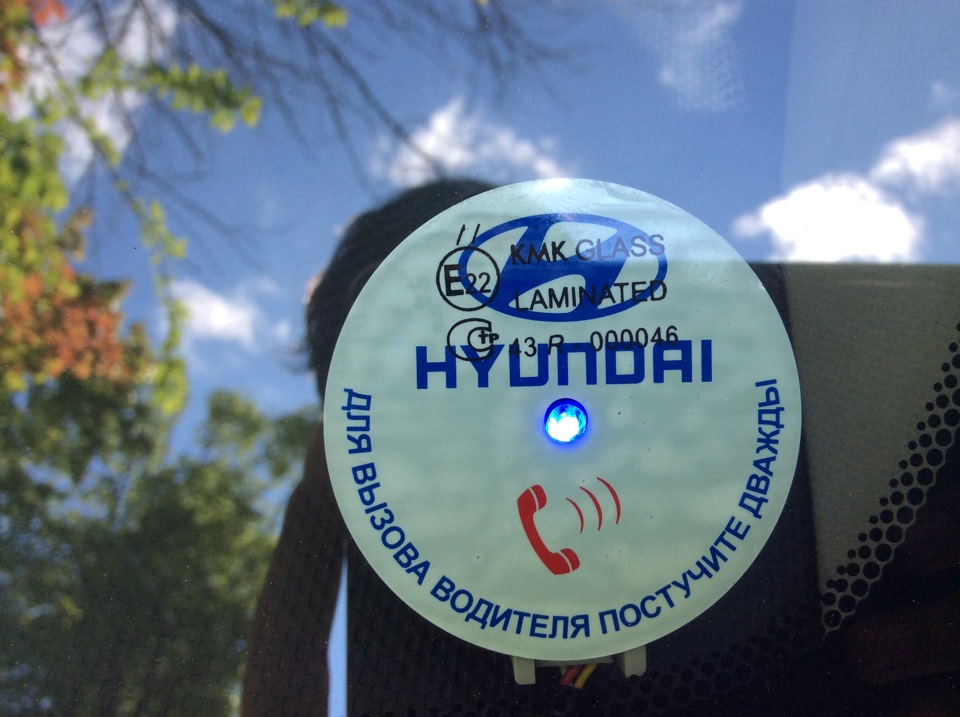 //
E22 KMK GLASS
LAMINATED
43 R - 000046
HYUNDAI
ДЛЯ ВЫЗОВА ВОДИТЕЛЯ ПОСТУЧИТЕ ДВАЖДЫ